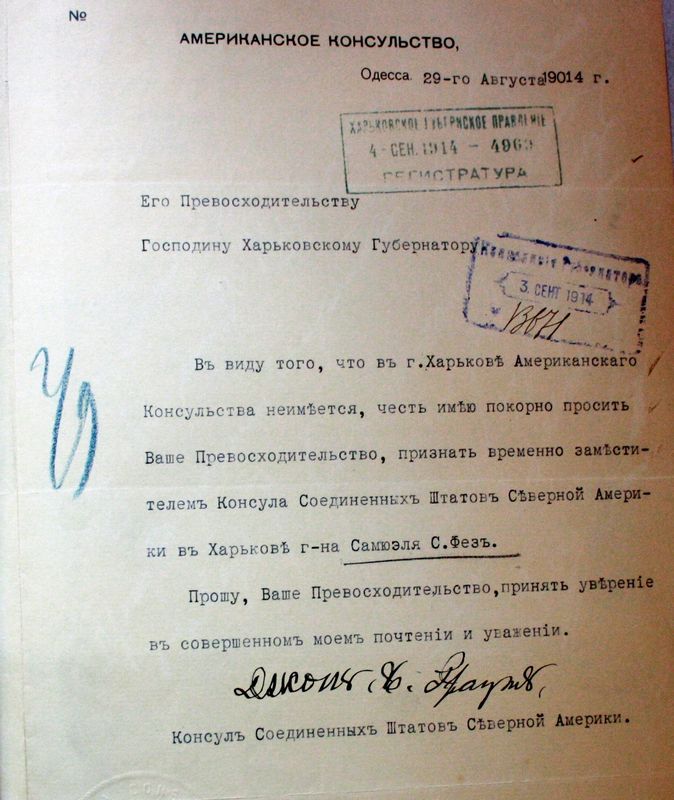 №
АМЕРИКАНСКОЕ КОНСУЛЬСТВО,
Одесса. 29-го Августа 19014 г.
ХАРЬКОВСКОЕ ГУБЕРНСКОЕ ПРАВЛЕНІЕ
4 - СЕН. 1914 - 4969
РЕГИСТРАТУРА
Его Превосходительству
Господину Харьковскому Губернатору
3. СЕНТ 1914
Въ виду того, что въ г.Харьковѣ Американскаго
Консульства неимѣется, честь имѣю покорно просить
Ваше Превосходительство, признать временно замѣсти-
телемъ Консула Соединенныхъ Штатовъ Сѣверной Амери-
ки въ Харьковѣ г-на Самюэля С.Фезъ.
Прошу, Ваше Превосходительство,принять увѣреніе
въ совершенномъ моемъ почтеніи и уваженіи.
Консулъ Соединенныхъ Штатовъ Сѣверной Америки.